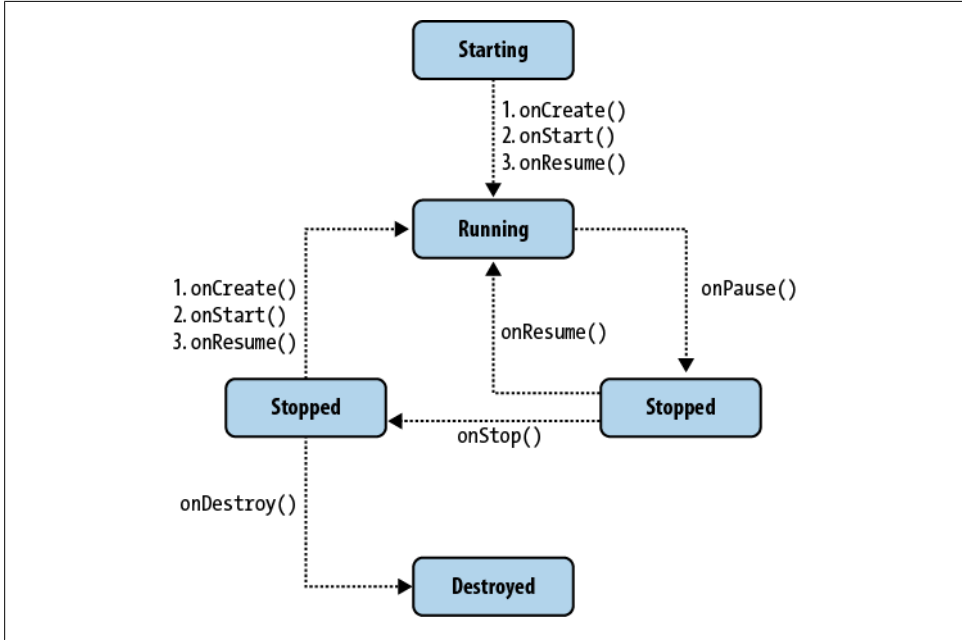 Starting
1. onCreate()
2. onStart()
3. onResume()
Running
1. onCreate()
2. onStart()
3. onResume()
onResume()
onPause()
Stopped
Stopped
onStop()
onDestroy()
Destroyed